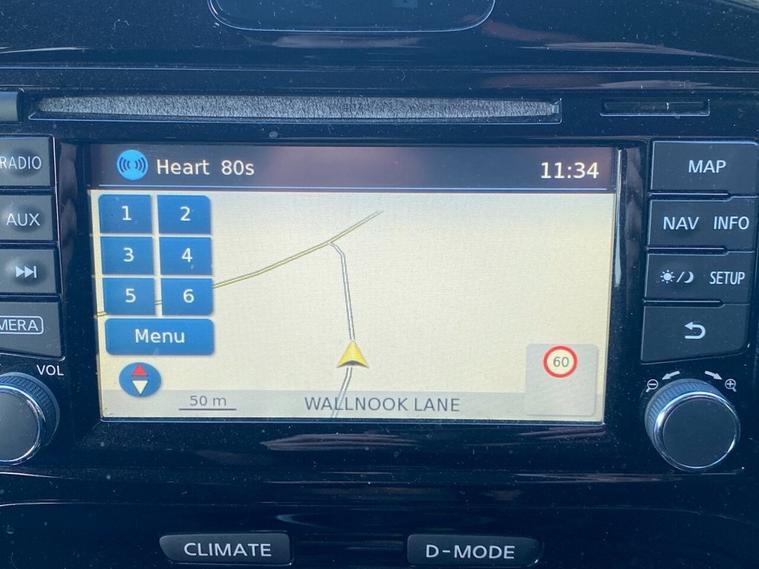 Heart 80s
11:34
1 2
3 4
5 6
Menu
50 m
WALLNOOK LANE
60
RADIO
AUX
MERA
VOL
MAP
NAV INFO
SETUP
CLIMATE
D-MODE